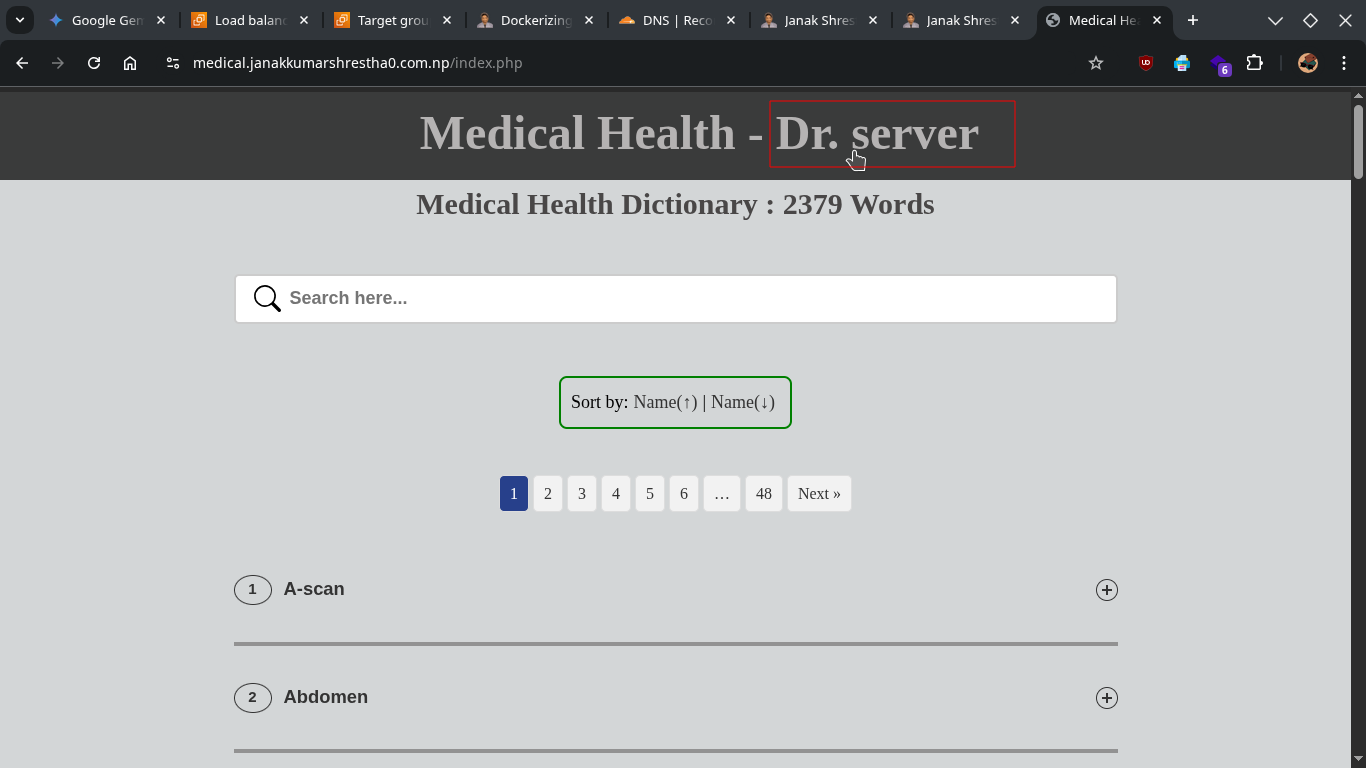 Google Gen
Load balanc
Target grou
Dockerizing
DNS | Reco
Janak Shres
Janak Shres
Medical He
medical.janakkumarshrestha0.com.np/index.php
UD
6
Medical Health - Dr. server
Medical Health Dictionary : 2379 Words
Search here...
Sort by: Name(↑) | Name(↓)
1 2 3 4 5 6 … 48 Next »
1 A-scan
2 Abdomen